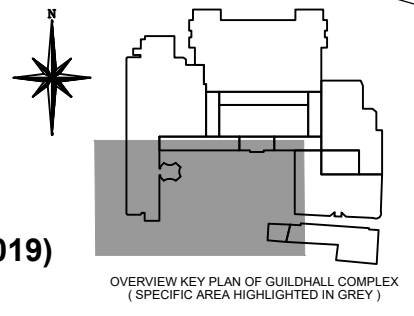 N
019)
OVERVIEW KEY PLAN OF GUILDHALL COMPLEX
( SPECIFIC AREA HIGHLIGHTED IN GREY )